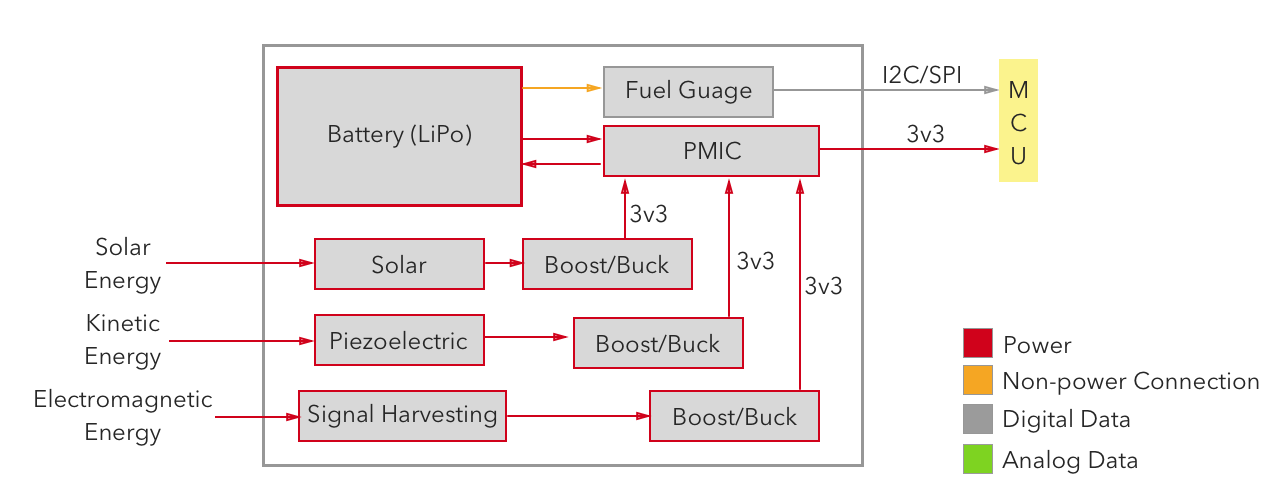 Battery (LiPo)
Fuel Guage
I2C/SPI
PMIC
3v3
M
C
U
Solar
Energy
Solar
Boost/Buck
3v3
Kinetic
Energy
Piezoelectric
Boost/Buck
3v3
Electromagnetic
Energy
Signal Harvesting
Boost/Buck
3v3
Power
Non-power Connection
Digital Data
Analog Data